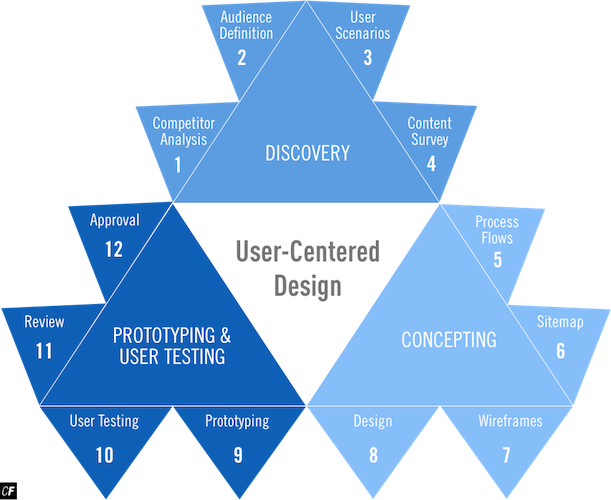 Audience
Definition
2
User
Scenarios
3
Competitor
Analysis
1
Content
Survey
4
DISCOVERY
Approval
12
Process
Flows
5
User-Centered
Design
Review
11
PROTOTYPING &
USER TESTING
CONCEPTING
Sitemap
6
User Testing
10
Prototyping
9
Design
8
Wireframes
7
CF